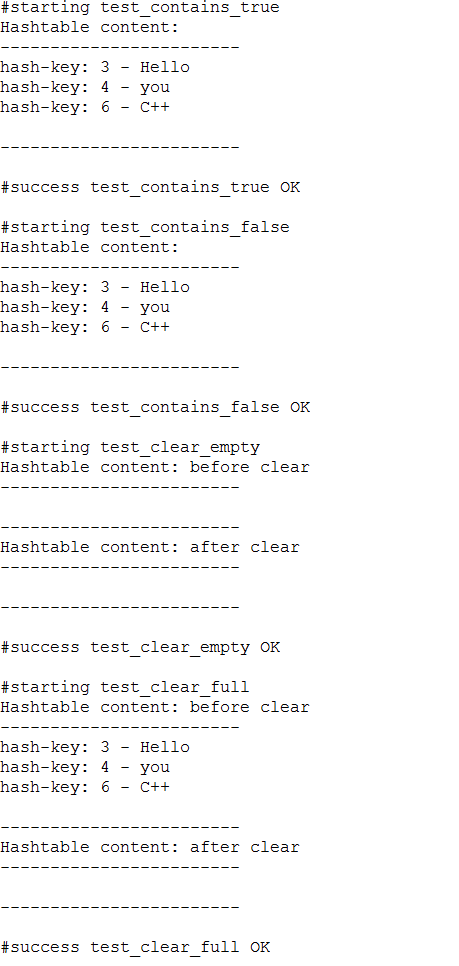 #starting test_contains_true
Hashtable content:
------------------------
hash-key: 3 - Hello
hash-key: 4 - you
hash-key: 6 - C++
------------------------
#success test_contains_true OK
#starting test_contains_false
Hashtable content:
------------------------
hash-key: 3 - Hello
hash-key: 4 - you
hash-key: 6 - C++
------------------------
#success test_contains_false OK
#starting test_clear_empty
Hashtable content: before clear
------------------------
------------------------
Hashtable content: after clear
------------------------
------------------------
#success test_clear_empty OK
#starting test_clear_full
Hashtable content: before clear
------------------------
hash-key: 3 - Hello
hash-key: 4 - you
hash-key: 6 - C++
------------------------
Hashtable content: after clear
------------------------
------------------------
#success test_clear_full OK